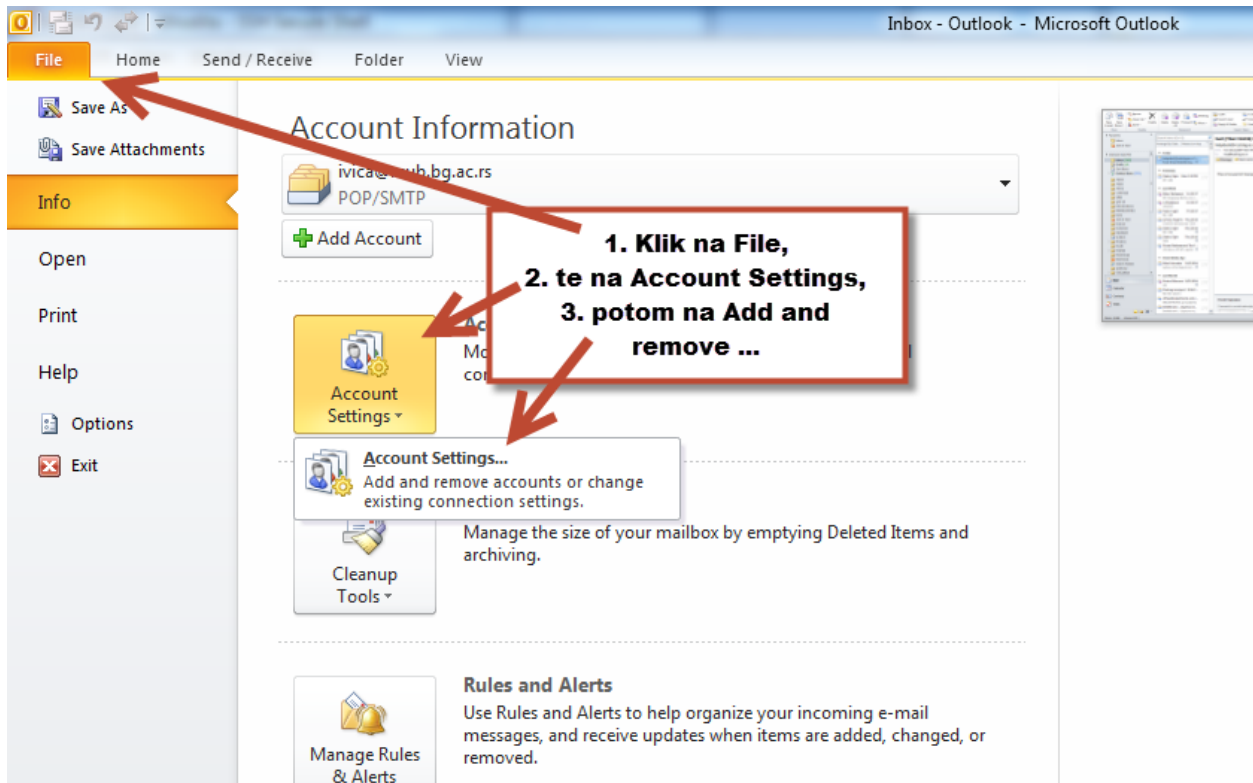 Inbox - Outlook - Microsoft Outlook
File Home Send / Receive Folder View
Save As
Save Attachments
Info
Open
Print
Help
Options
Exit
Account Information
bg.ac.rs
POP/SMTP
Add Account
1. Klik na File,
2. te na Account Settings,
3. potom na Add and
remove ...
Account
Settings
Account Settings...
Add and remove accounts or change
existing connection settings.
Cleanup
Tools
Manage the size of your mailbox by emptying Deleted Items and
archiving.
Manage Rules
& Alerts
Rules and Alerts
Use Rules and Alerts to help organize your incoming e-mail
messages, and receive updates when items are added, changed, or
removed.